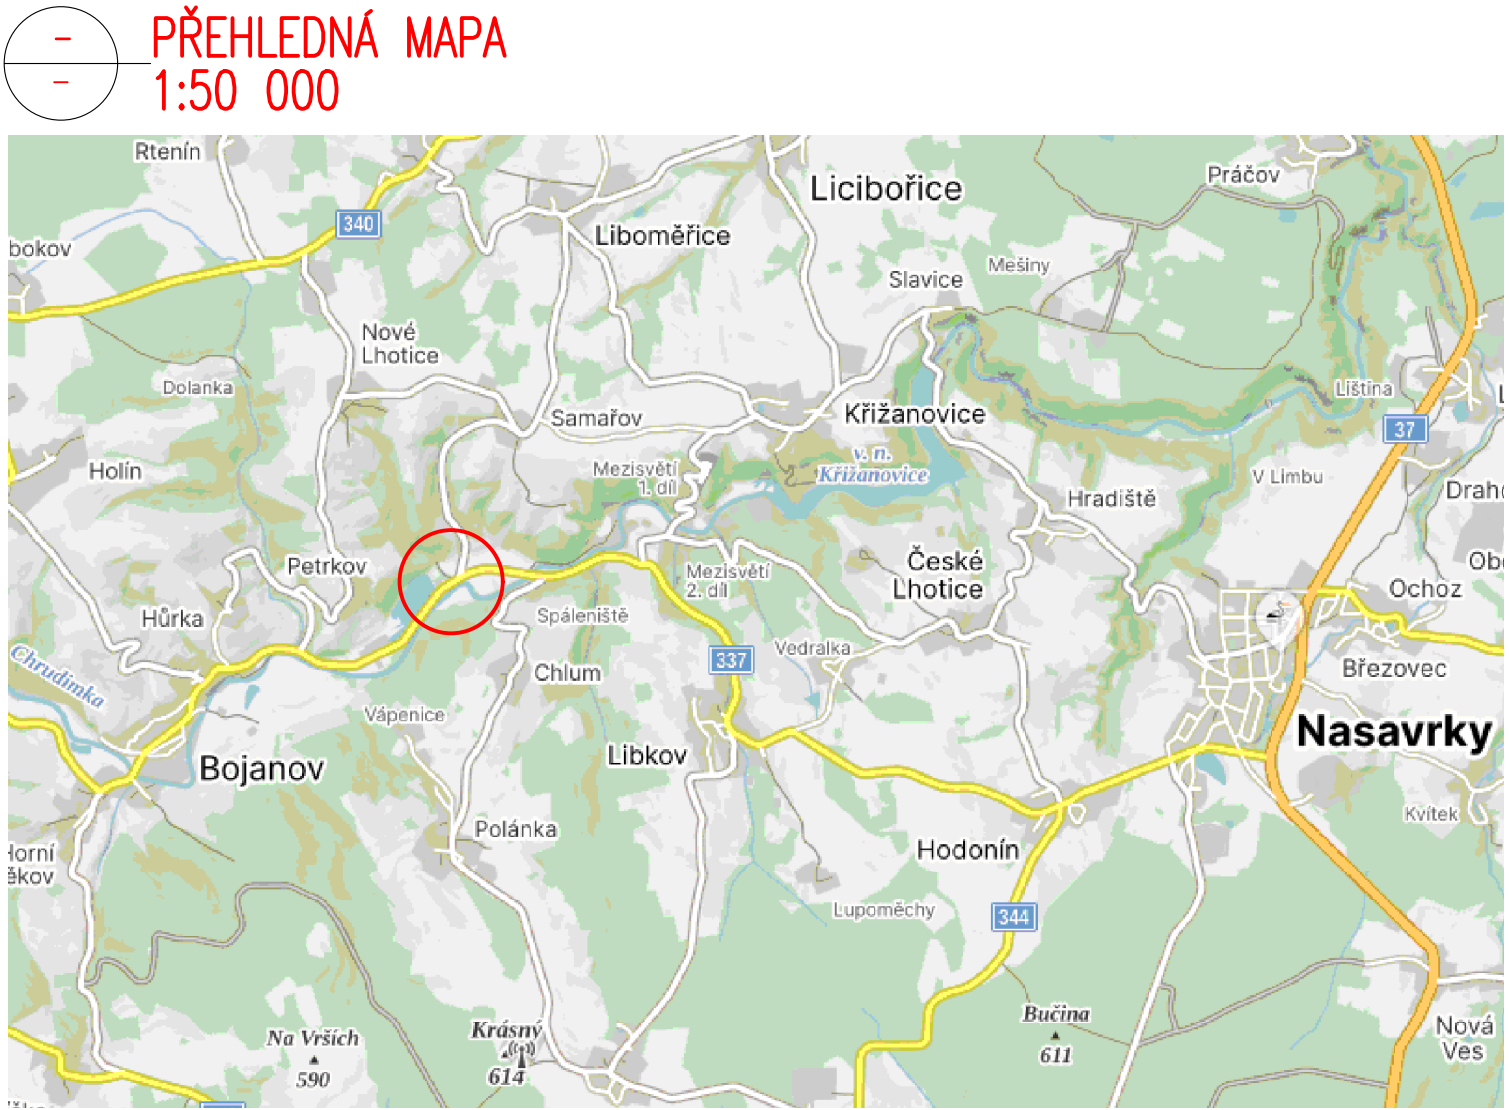 -
-
PŘEHLEDNÁ MAPA
1:50 000
Rtenín
Práčov
Licibořice
340
Liboměřice
bokov
Mešiny
Slavice
Nové
Lhotice
Dolanka
Liština
Samařov
Křižanovice
37
v. n.
Křižanovice
Mezisvětí
1. díl
Holín
V Limbu
Hradiště
Petrkov
České
Lhotice
Mezisvětí
2. díl
Ochoz
Hůrka
Spáleniště
Vedralka
337
Chrudimka
Chlum
Březovec
Vápenice
Nasavrky
Libkov
Bojanov
Kvítek
Polánka
Hodonín
Horní
ěkov
Lupoměchy
344
Bučina
611
Nová
Ves
Na Vrších
590
Krásný
614